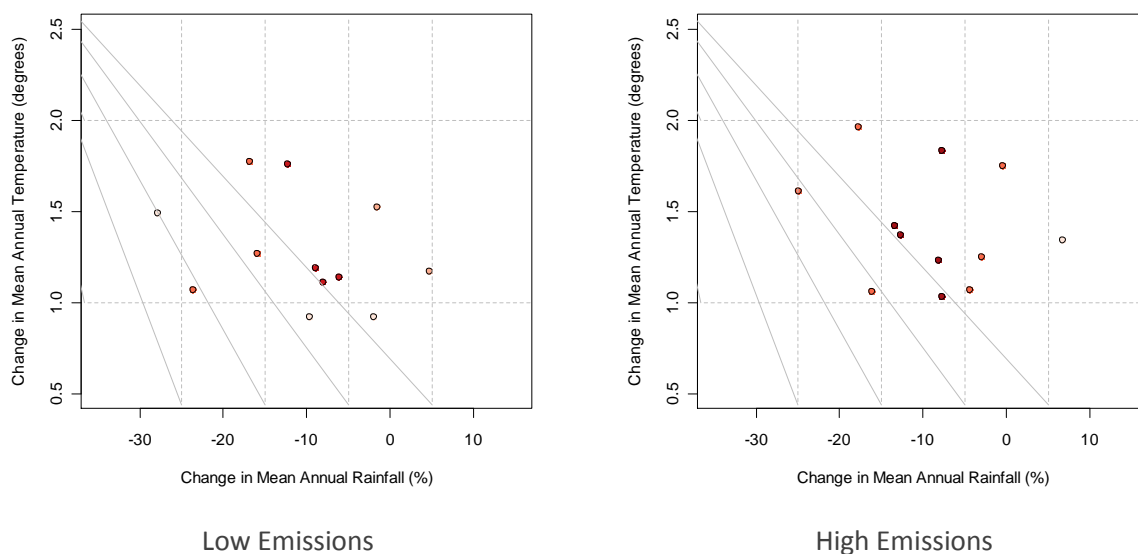 2.5
2.0
1.5
1.0
0.5
Change in Mean Annual Temperature (degrees)
-30 -20 -10 0 10
Change in Mean Annual Rainfall (%)
Low Emissions
2.5
2.0
1.5
1.0
0.5
Change in Mean Annual Temperature (degrees)
-30 -20 -10 0 10
Change in Mean Annual Rainfall (%)
High Emissions